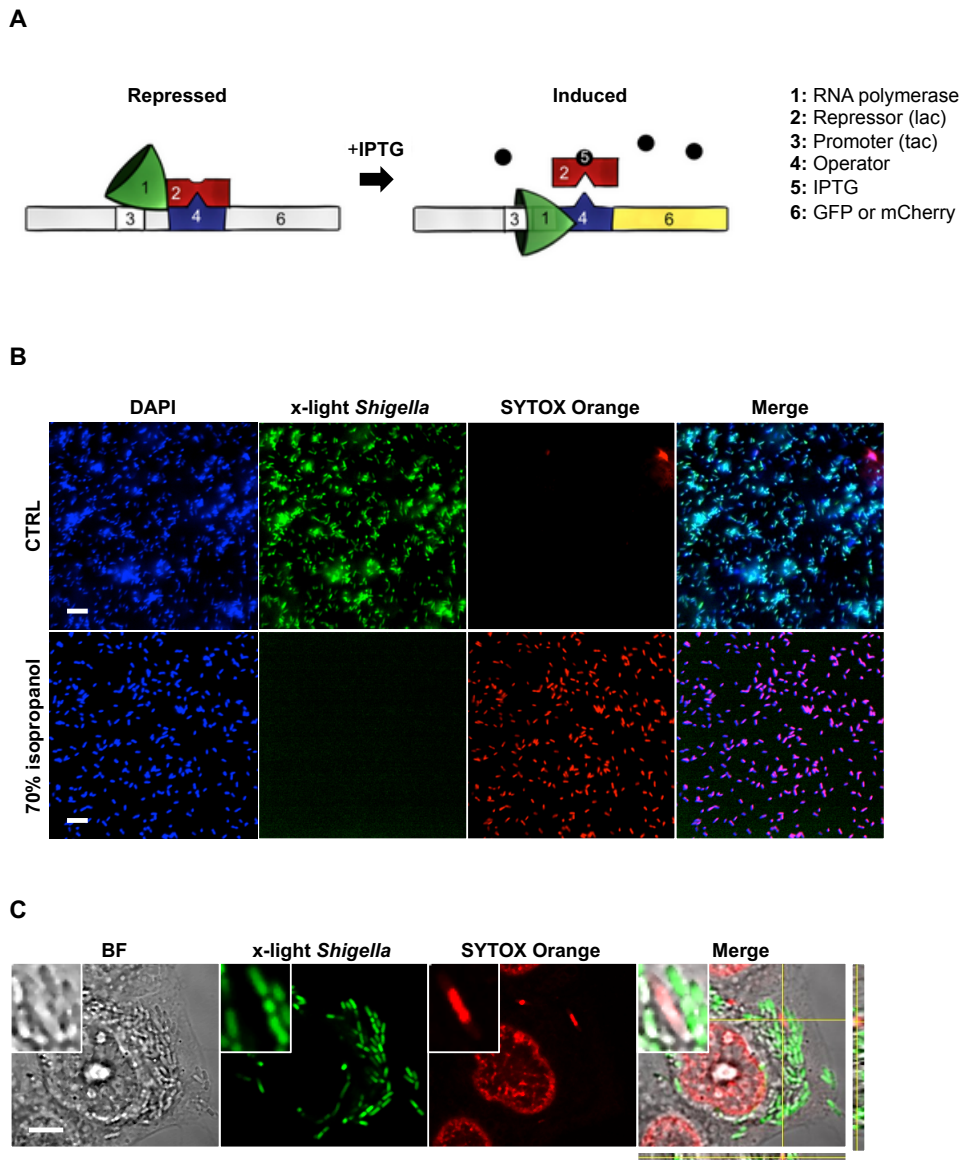 A
Repressed
Induced
+IPTG
1: RNA polymerase
2: Repressor (lac)
3: Promoter (tac)
4: Operator
5: IPTG
6: GFP or mCherry
1
2
3
4
6
5
2
3
1
4
6
B
DAPI
x-light Shigella
SYTOX Orange
Merge
CTRL
70% isopropanol
C
BF
x-light Shigella
SYTOX Orange
Merge